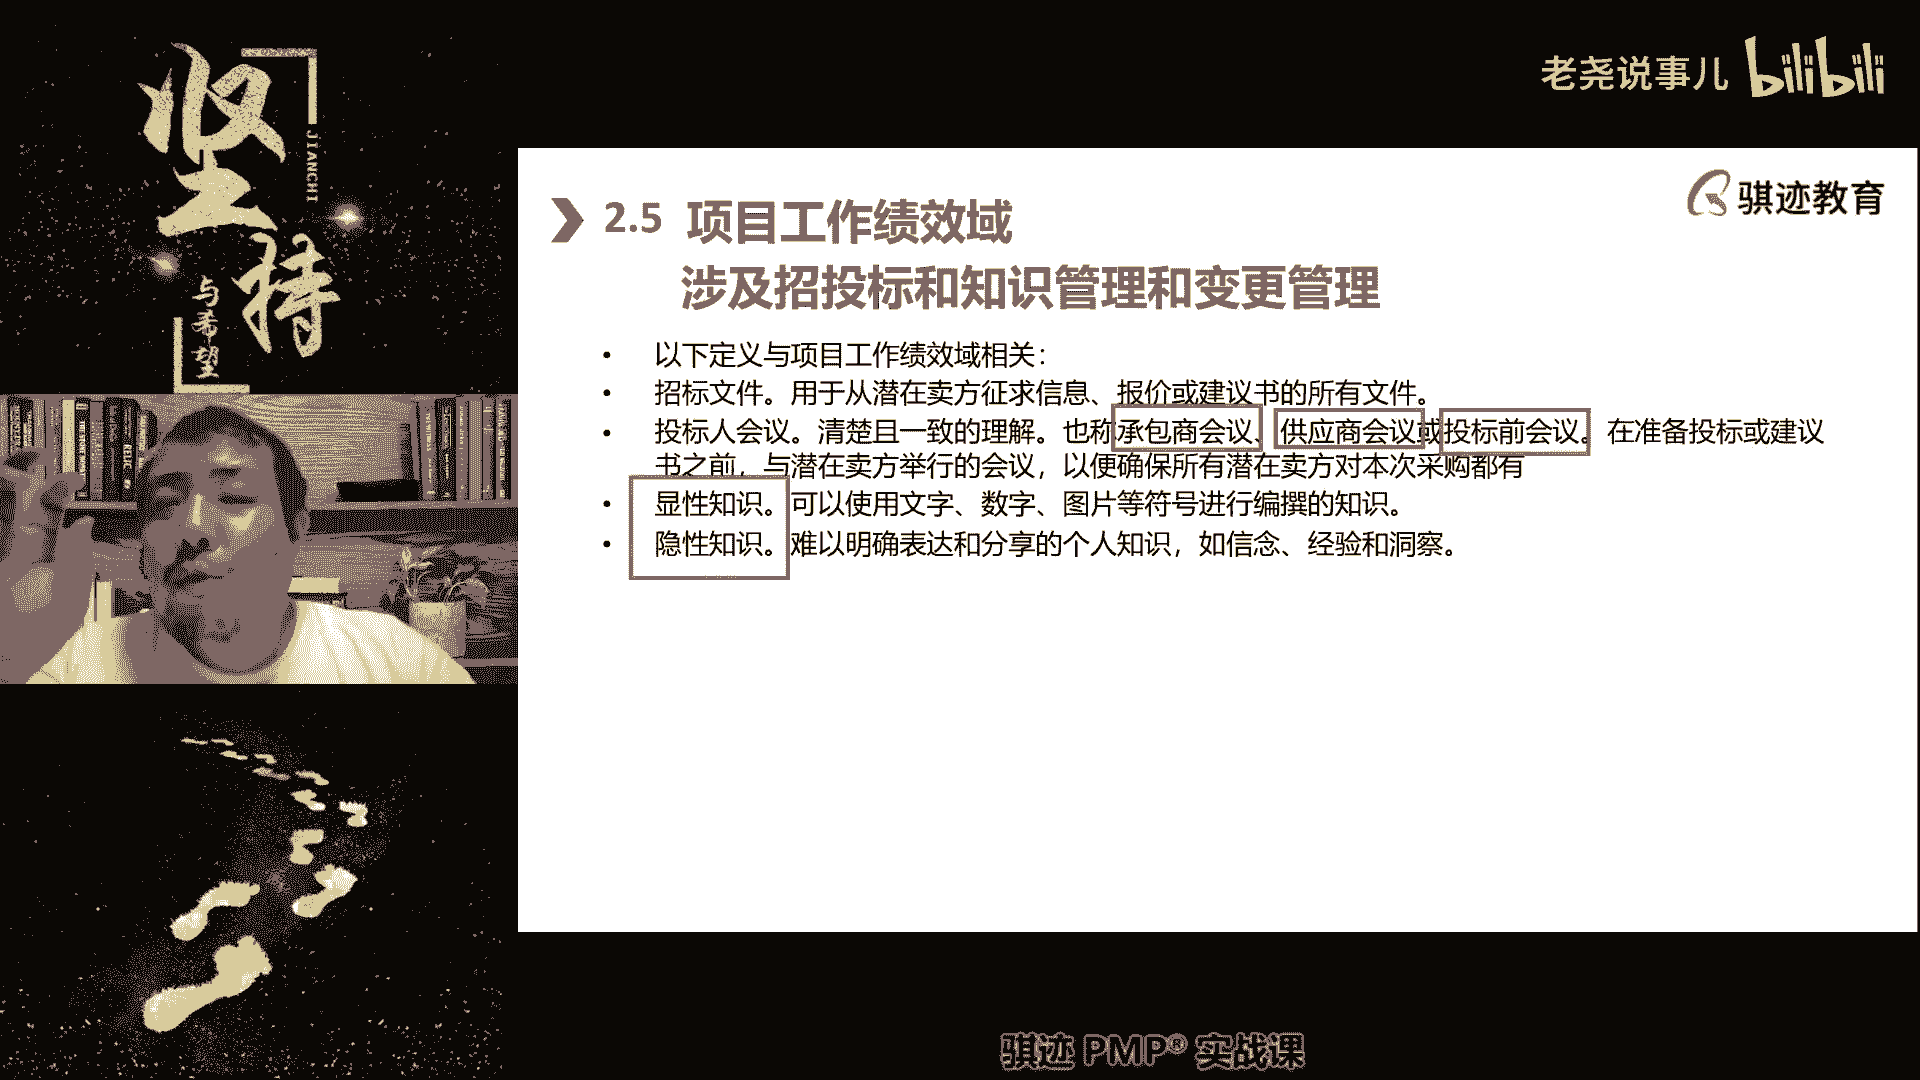 坚持
JIANCHI
与希望
老尧说事儿 bilibili
骐迹教育
2.5 项目工作绩效域
涉及招投标和知识管理和变更管理
• 以下定义与项目工作绩效域相关：
• 招标文件。用于从潜在卖方征求信息、报价或建议书的所有文件。
• 投标人会议。清楚且一致的理解。也称承包商会议、供应商会议或投标前会议。在准备投标或建议
书之前，与潜在卖方举行的会议，以便确保所有潜在卖方对本次采购都有
• 显性知识。可以使用文字、数字、图片等符号进行编撰的知识。
• 隐性知识。难以明确表达和分享的个人知识，如信念、经验和洞察。
骐迹 PMP® 实战课